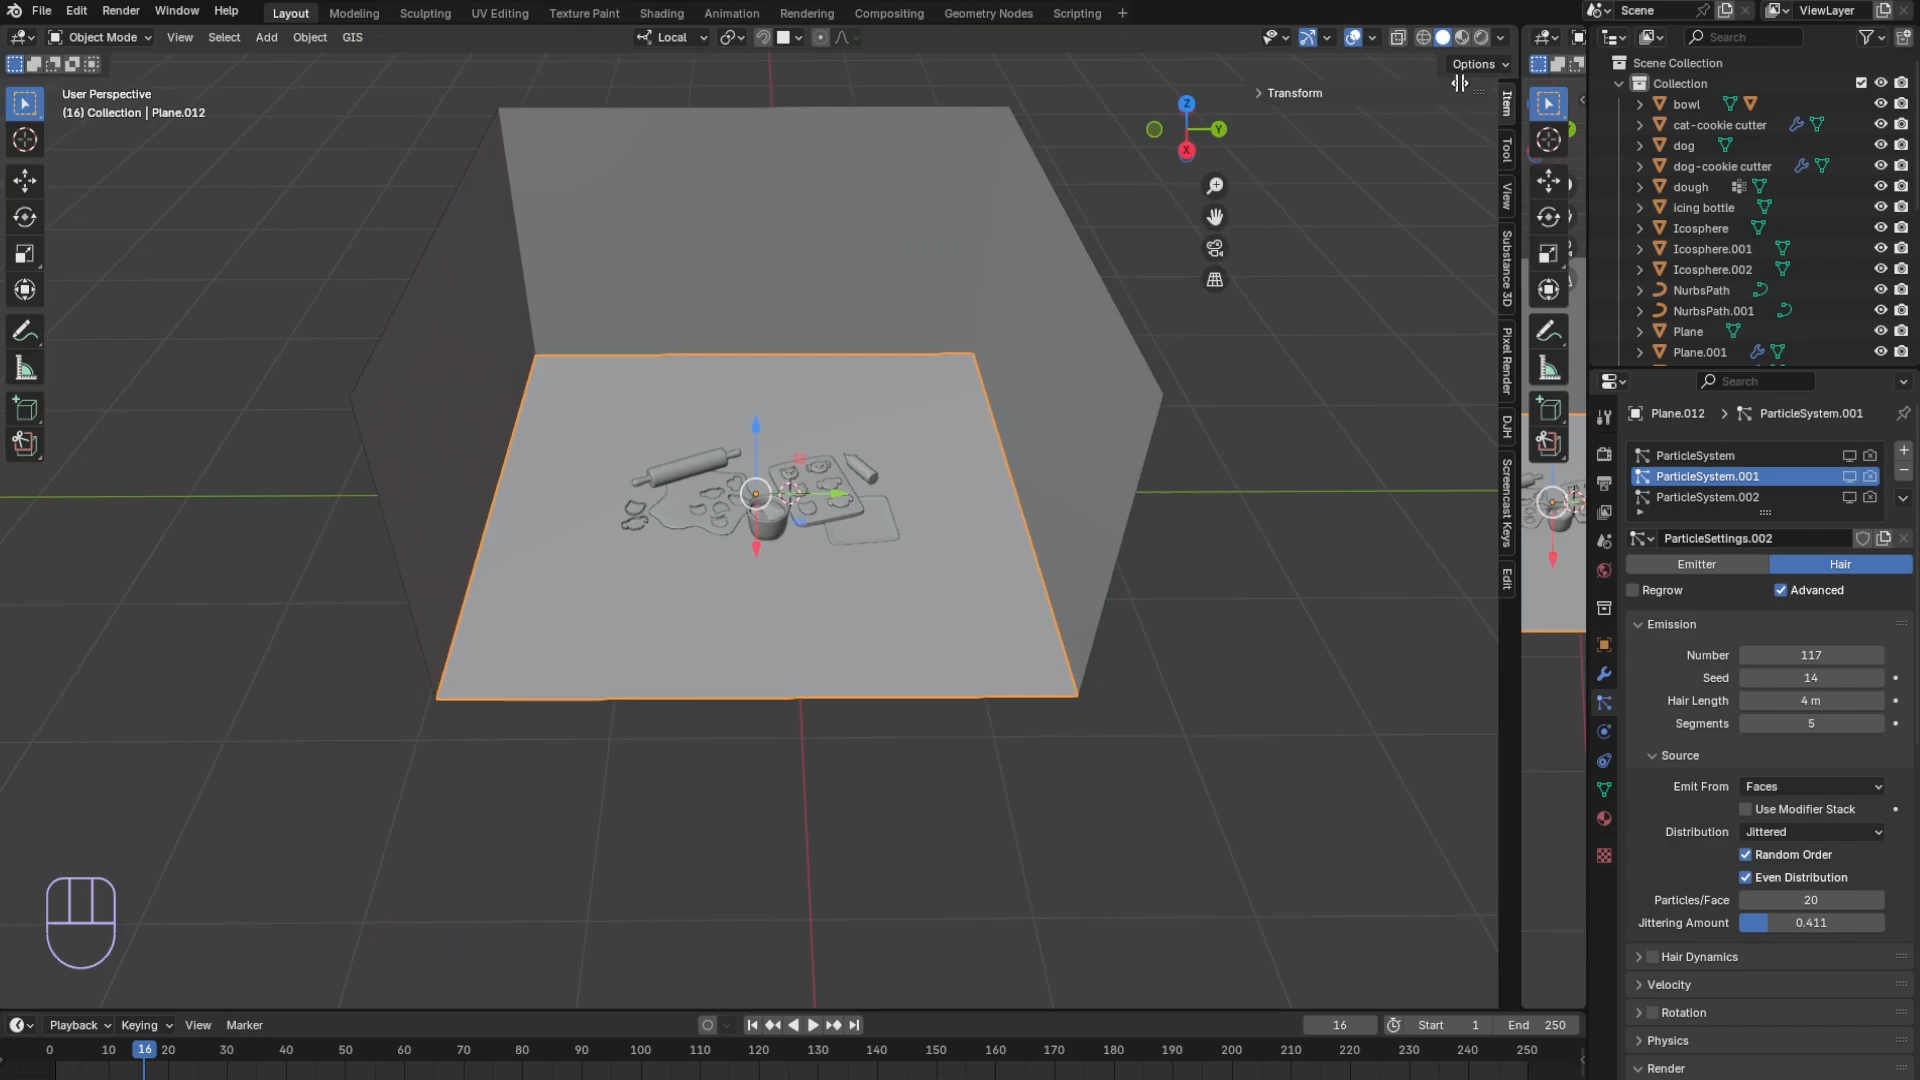 File Edit Render Window Help
Layout Modeling Sculpting UV Editing Texture Paint Shading Animation Rendering Compositing Geometry Nodes Scripting +
Scene
ViewLayer
Object Mode View Select Add Object GIS
Local
Search
Options
User Perspective
(16) Collection | Plane.012
Transform
Z
Y
X
Item
Tool
View
Substance 3D
Pixel Render
DJH
Screencast Keys
Edit
Scene Collection
Collection
bowl
cat-cookie cutter
dog
dog-cookie cutter
dough
icing bottle
Icosphere
Icosphere.001
Icosphere.002
NurbsPath
NurbsPath.001
Plane
Plane.001
Search
Plane.012 > ParticleSystem.001
ParticleSystem
ParticleSystem.001
ParticleSystem.002
ParticleSettings.002
Emitter Hair
Regrow Advanced
Emission
Number 117
Seed 14
Hair Length 4 m
Segments 5
Source
Emit From Faces
Use Modifier Stack
Distribution Jittered
Random Order
Even Distribution
Particles/Face 20
Jittering Amount 0.411
Hair Dynamics
Velocity
Rotation
Physics
Render
Playback Keying View Marker
16 Start 1 End 250
0 10 16 20 30 40 50 60 70 80 90 100 110 120 130 140 150 160 170 180 190 200 210 220 230 240 250